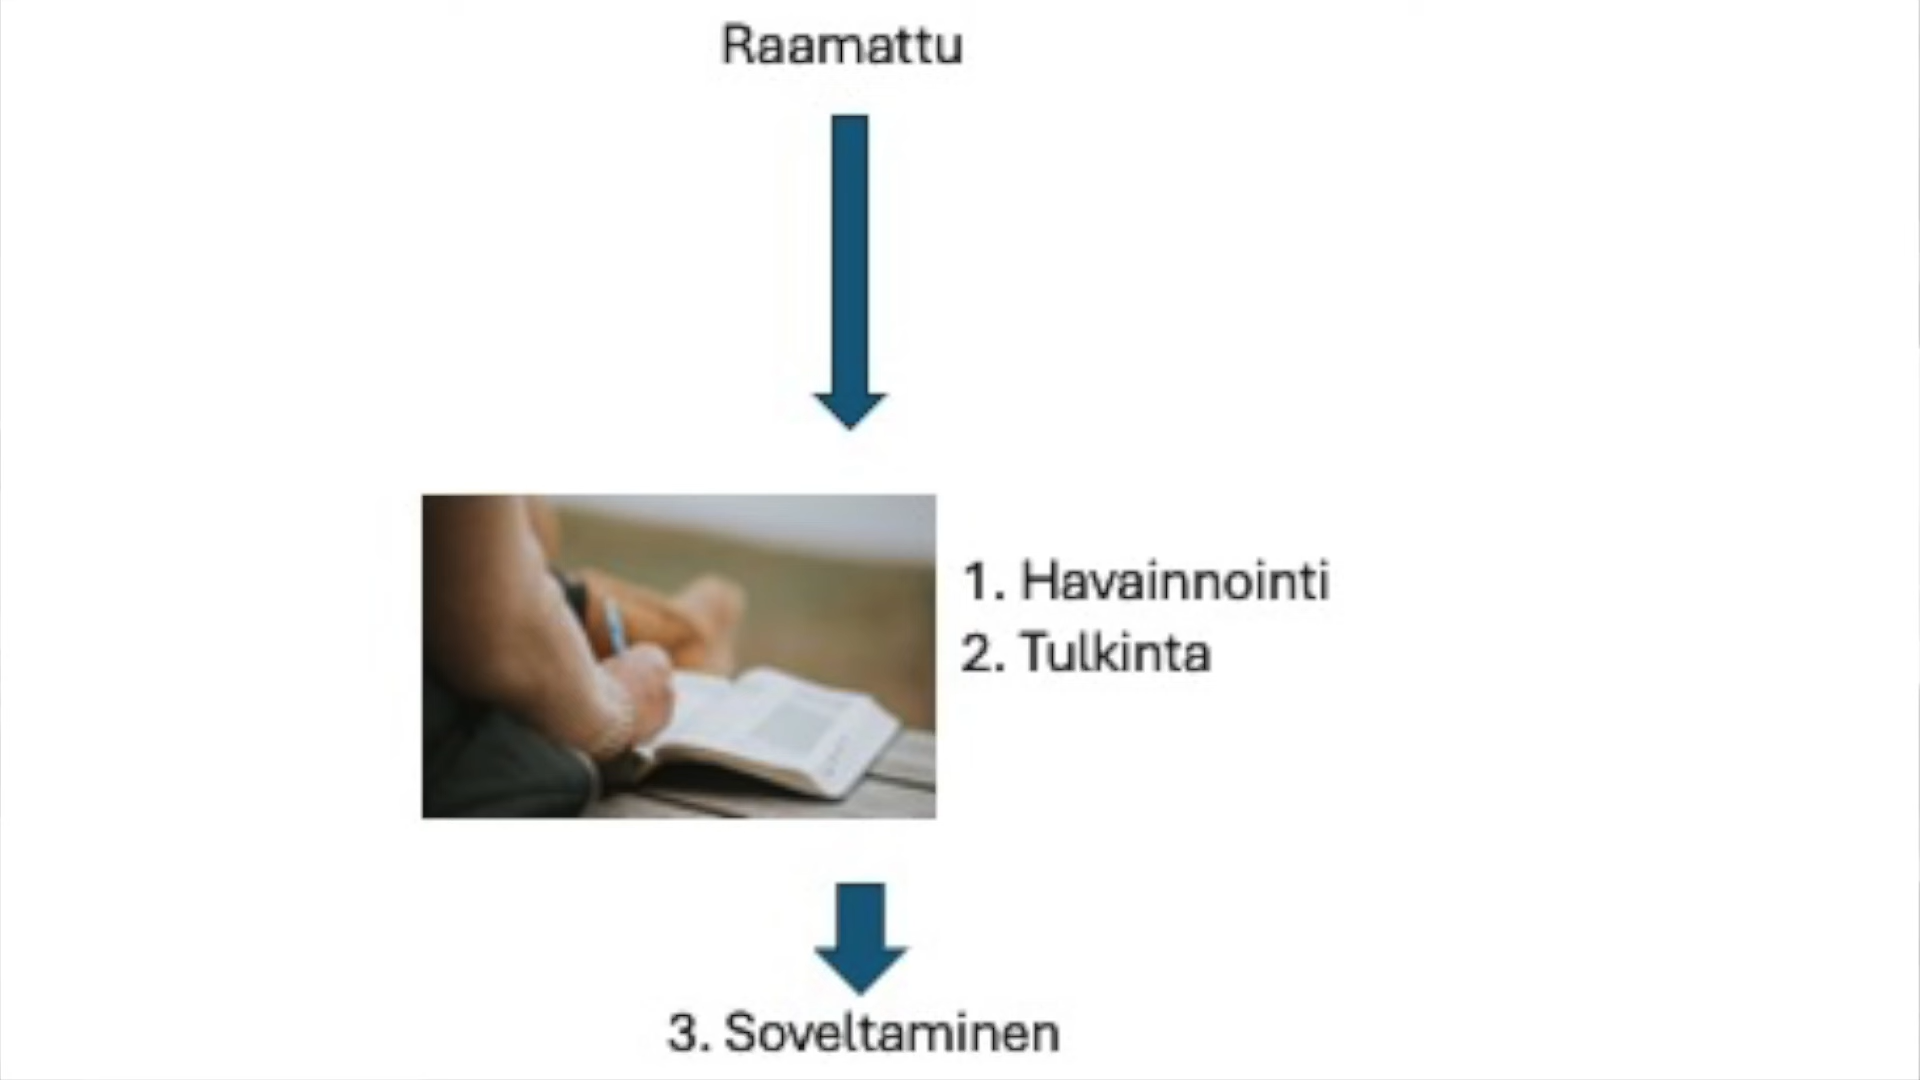 Raamattu
1. Havainnointi
2. Tulkinta
3. Soveltaminen